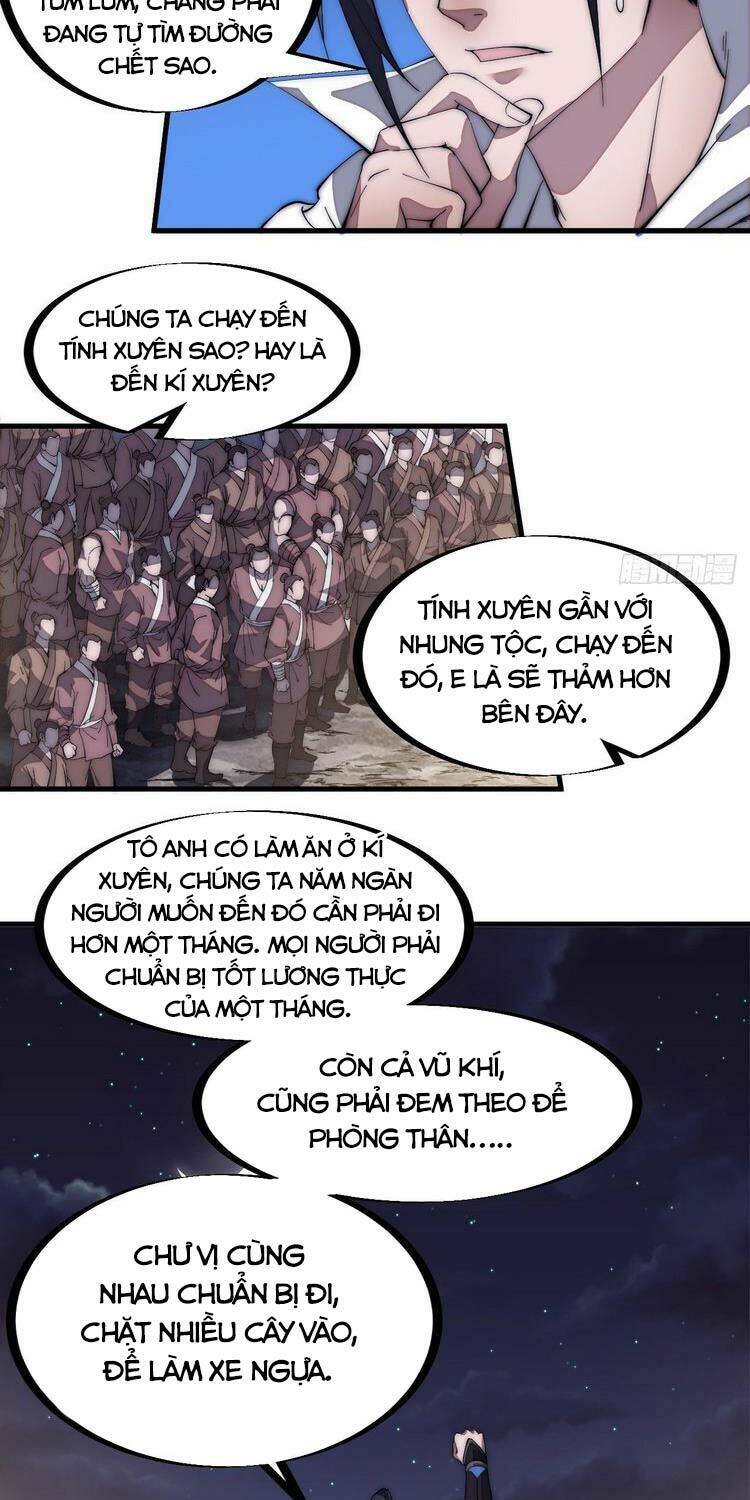 TÙM LUM, CHẲNG PHẢI
ĐANG TỰ TÌM ĐƯỜNG
CHẾT SAO.
CHÚNG TA CHẠY ĐẾN
TÍNH XUYÊN SAO? HAY LÀ
ĐẾN KÍ XUYÊN?
腾讯动漫
TÍNH XUYÊN GẦN VỚI
NHUNG TỘC, CHẠY ĐẾN
ĐÓ, E LÀ SẼ THẢM HƠN
BÊN ĐÂY.
TÔ ANH CÓ LÀM ĂN Ở KÍ
XUYÊN, CHÚNG TA NĂM NGÀN
NGƯỜI MUỐN ĐẾN ĐÓ CẦN PHẢI ĐI
HƠN MỘT THÁNG. MỌI NGƯỜI PHẢI
CHUẨN BỊ TỐT LƯƠNG THỰC
CỦA MỘT THÁNG.
CÒN CẢ VŨ KHÍ,
CŨNG PHẢI ĐEM THEO ĐỂ
PHÒNG THÂN.....
CHƯ VỊ CÙNG
NHAU CHUẨN BỊ ĐI,
CHẶT NHIỀU CÂY VÀO,
ĐỂ LÀM XE NGỰA.